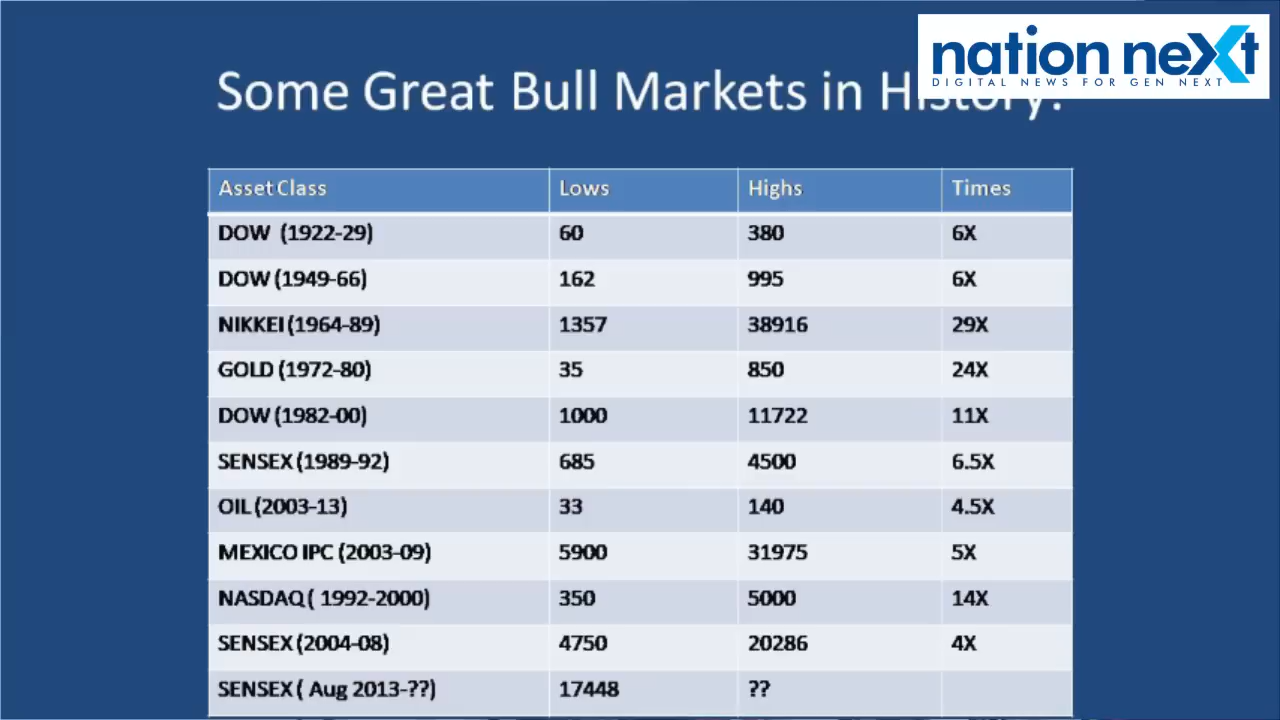 nation next
DIGITAL NEWS FOR GEN NEXT
Some Great Bull Markets in History.
Asset Class Lows Highs Times
DOW (1922-29) 60 380 6X
DOW (1949-66) 162 995 6X
NIKKEI (1964-89) 1357 38916 29X
GOLD (1972-80) 35 850 24X
DOW (1982-00) 1000 11722 11X
SENSEX (1989-92) 685 4500 6.5X
OIL (2003-13) 33 140 4.5X
MEXICO IPC (2003-09) 5900 31975 5X
NASDAQ ( 1992-2000) 350 5000 14X
SENSEX (2004-08) 4750 20286 4X
SENSEX ( Aug 2013-??) 17448 ??